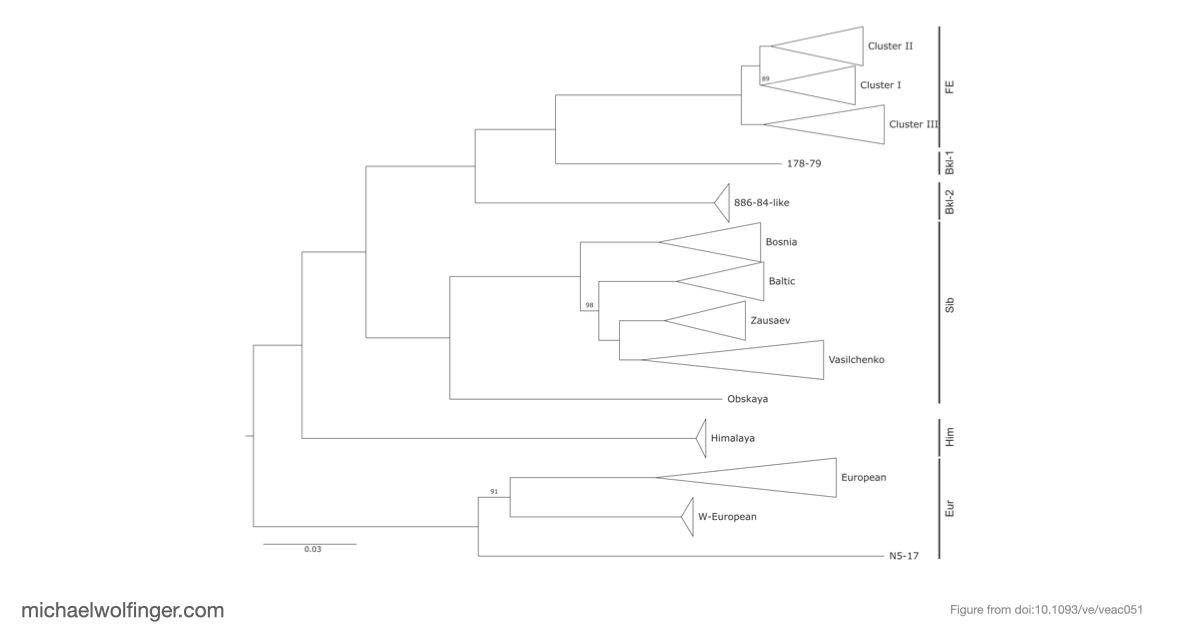 Cluster II
89
Cluster I
FE
Cluster III
178-79
Bkl-1
886-84-like
Bkl-2
Bosnia
Baltic
98
Sib
Zausaev
Vasilchenko
Obskaya
Himalaya
Him
European
91
W-European
Eur
0.03
N5-17
michaelwolfinger.com
Figure from doi:10.1093/ve/veac051